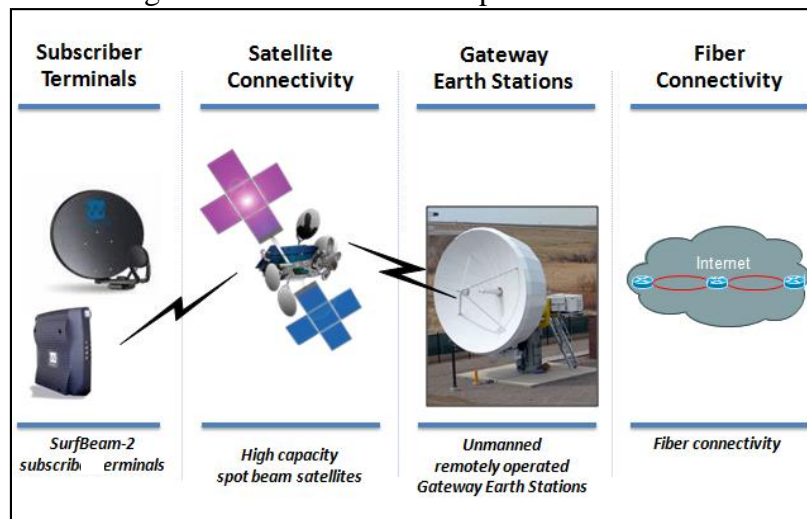 Subscriber
Terminals
Satellite
Connectivity
Gateway
Earth Stations
Fiber
Connectivity
Internet
SurfBeam-2
High capacity
spot beam satellites
Unmanned
remotely operated
Gateway Earth Stations
Fiber connectivity